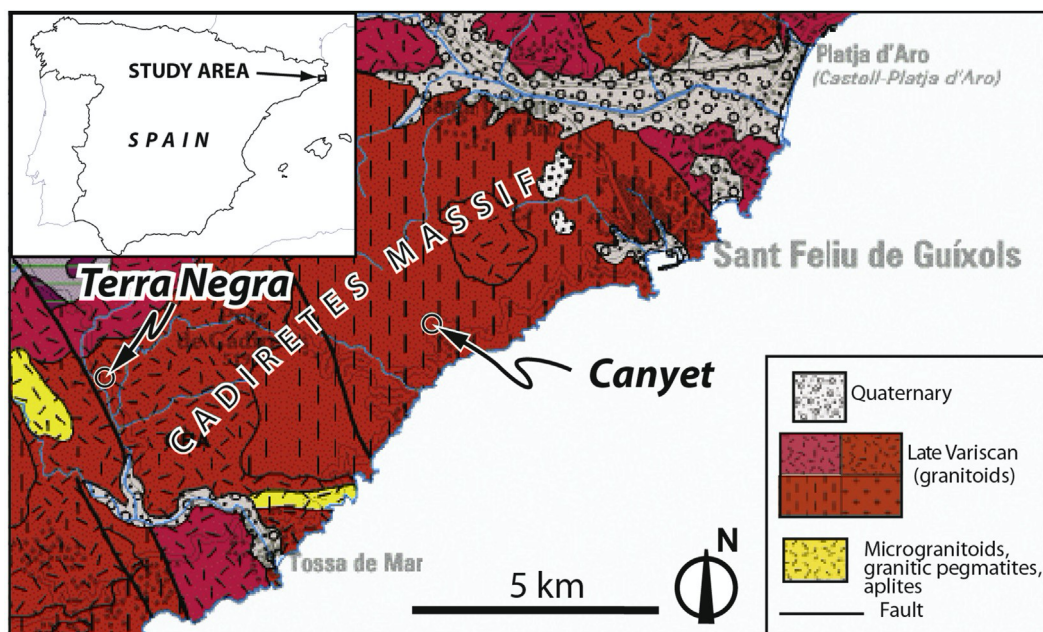 STUDY AREA
SPAIN
Platja d'Aro
(Castell-Platja d'Aro)
CADIRETES MASSIF
Sant Feliu de Guíxols
Terra Negra
Canyet
Tossa de Mar
5 km
N
Quaternary
Late Variscan
(granitoids)
Microgranitoids,
granitic pegmatites,
aplites
Fault